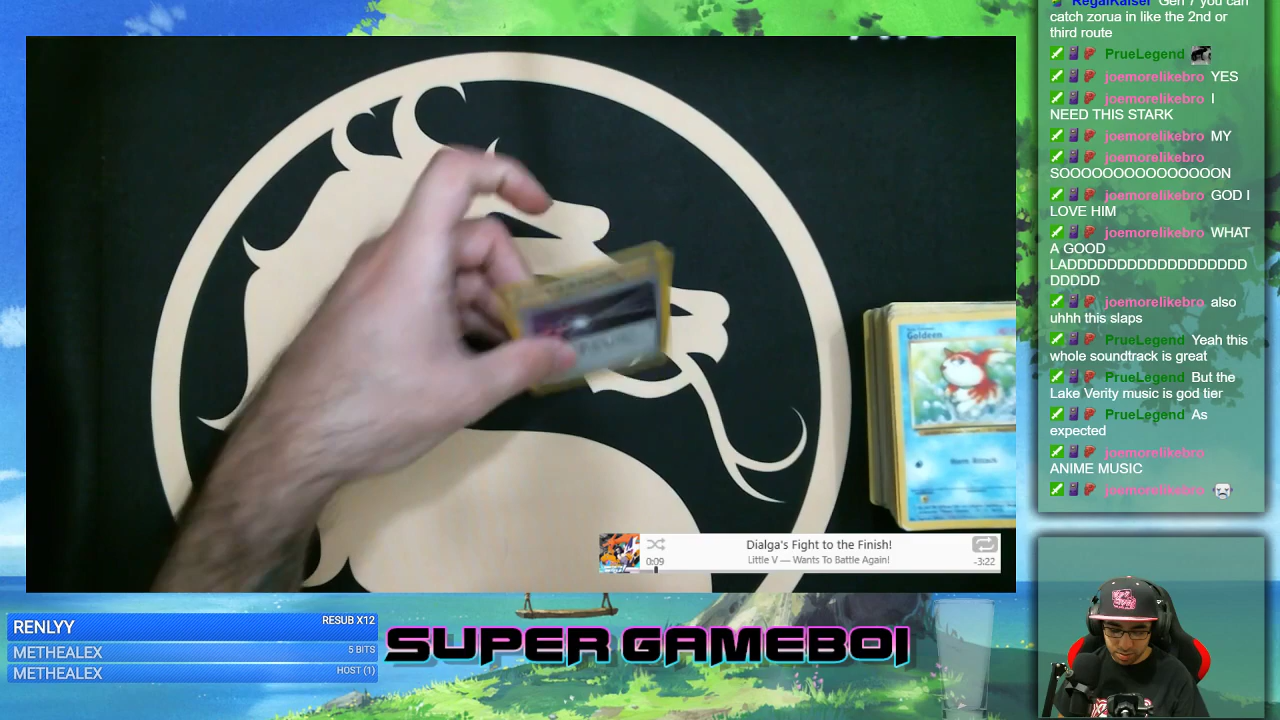 RegalKaiser Gen 7 you can
catch zorua in like the 2nd or
third route
PrueLegend
joemorelikebro YES
joemorelikebro I
NEED THIS STARK
joemorelikebro MY
joemorelikebro
SOOOOOOOOOOOOOOON
joemorelikebro GOD I
LOVE HIM
joemorelikebro WHAT
A GOOD
LADDDDDDDDDDDDDDDDDD
DDDDD
joemorelikebro also
uhhh this slaps
PrueLegend Yeah this
whole soundtrack is great
PrueLegend But the
Lake Verity music is god tier
PrueLegend As
expected
joemorelikebro
ANIME MUSIC
joemorelikebro
Goldeen
Horn Attack
Dialga's Fight to the Finish!
0:09 Little V — Wants To Battle Again! -3:22
RENLYY RESUB X12
METHEALEX 5 BITS
METHEALEX HOST (1)
SUPER GAMEBOI